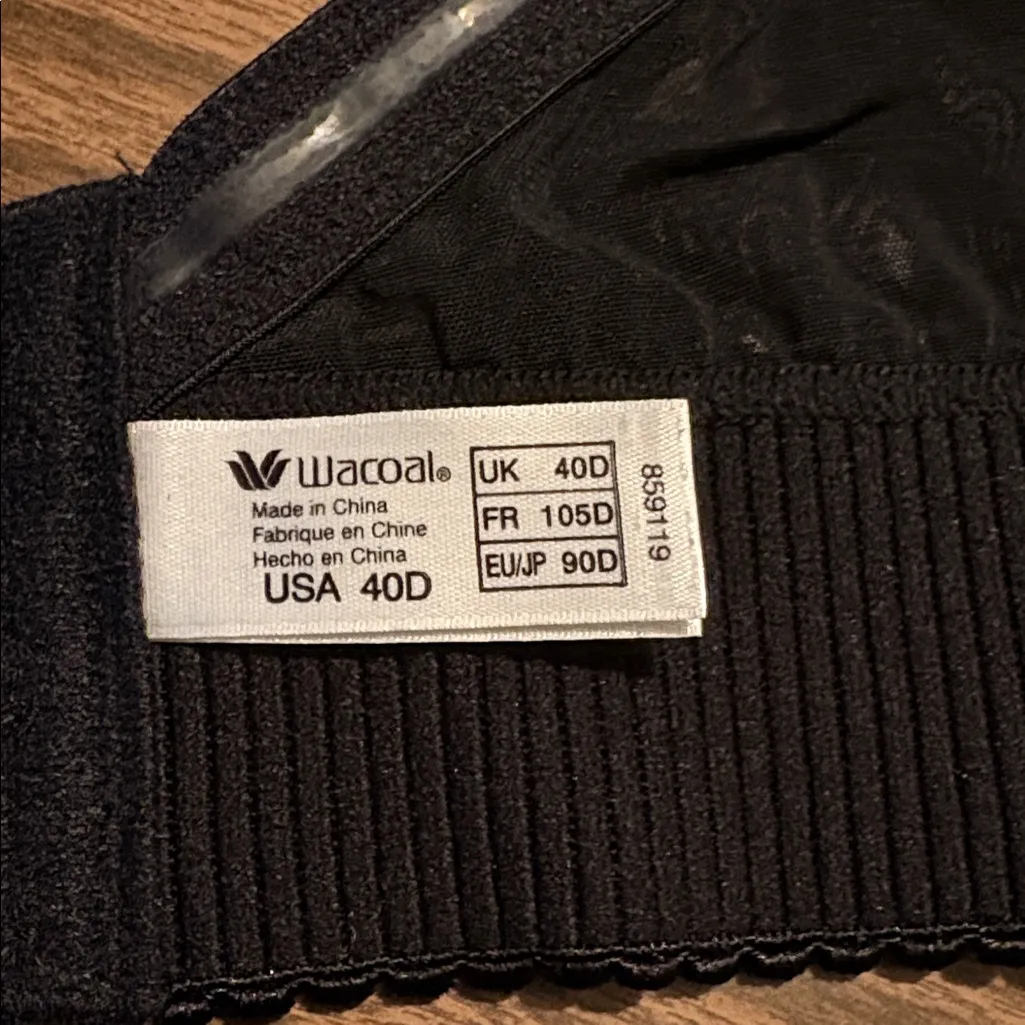 Wacoal®
Made in China
Fabrique en Chine
Hecho en China
USA 40D
UK 40D
FR 105D
EU/JP 90D
859119